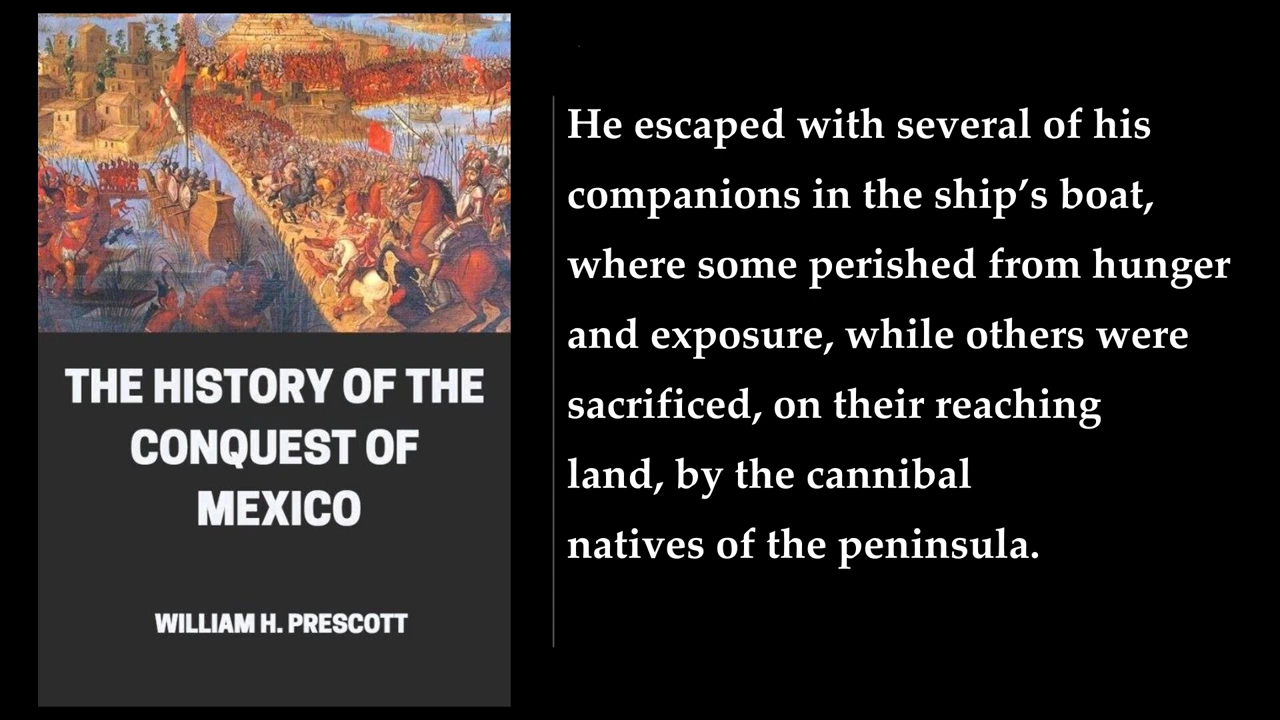 THE HISTORY OF THE
CONQUEST OF
MEXICO
WILLIAM H. PRESCOTT
He escaped with several of his
companions in the ship’s boat,
where some perished from hunger
and exposure, while others were
sacrificed, on their reaching
land, by the cannibal
natives of the peninsula.